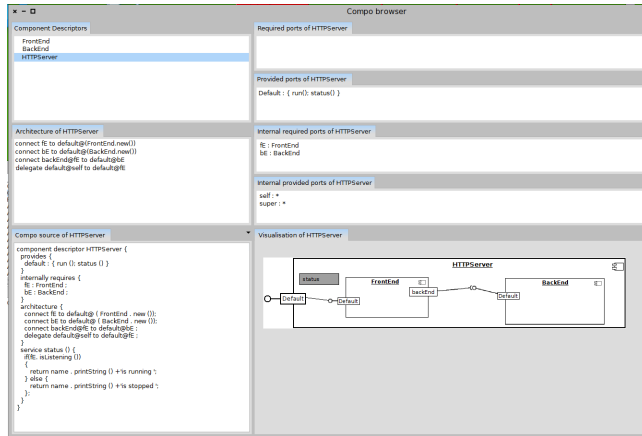 Compo browser
Component Descriptors
FrontEnd
BackEnd
HTTPServer
Required ports of HTTPServer
Provided ports of HTTPServer
Default : { run(); status() }
Architecture of HTTPServer
connect fE to default@(FrontEnd.new())
connect bE to default@(BackEnd.new())
connect backEnd@fE to default@bE
delegate default@self to default@fE
Internal required ports of HTTPServer
fE : FrontEnd
bE : BackEnd
Internal provided ports of HTTPServer
self : *
super : *
Compo source of HTTPServer
component descriptor HTTPServer {
provides {
default : { run (); status () }
}
internally requires {
fE : FrontEnd ;
bE : BackEnd ;
}
architecture {
connect fE to default@ ( FrontEnd . new ());
connect bE to default@ ( BackEnd . new ());
connect backEnd@fE to default@bE ;
delegate default@self to default@fE ;
}
service status () {
if(fE. isListening ())
{
return name . printString () +'is running ';
} else {
return name . printString () +'is stopped ';
};
}
}
Visualisation of HTTPServer
HTTPServer
status
FrontEnd
BackEnd
backEnd
Default
Default
Default